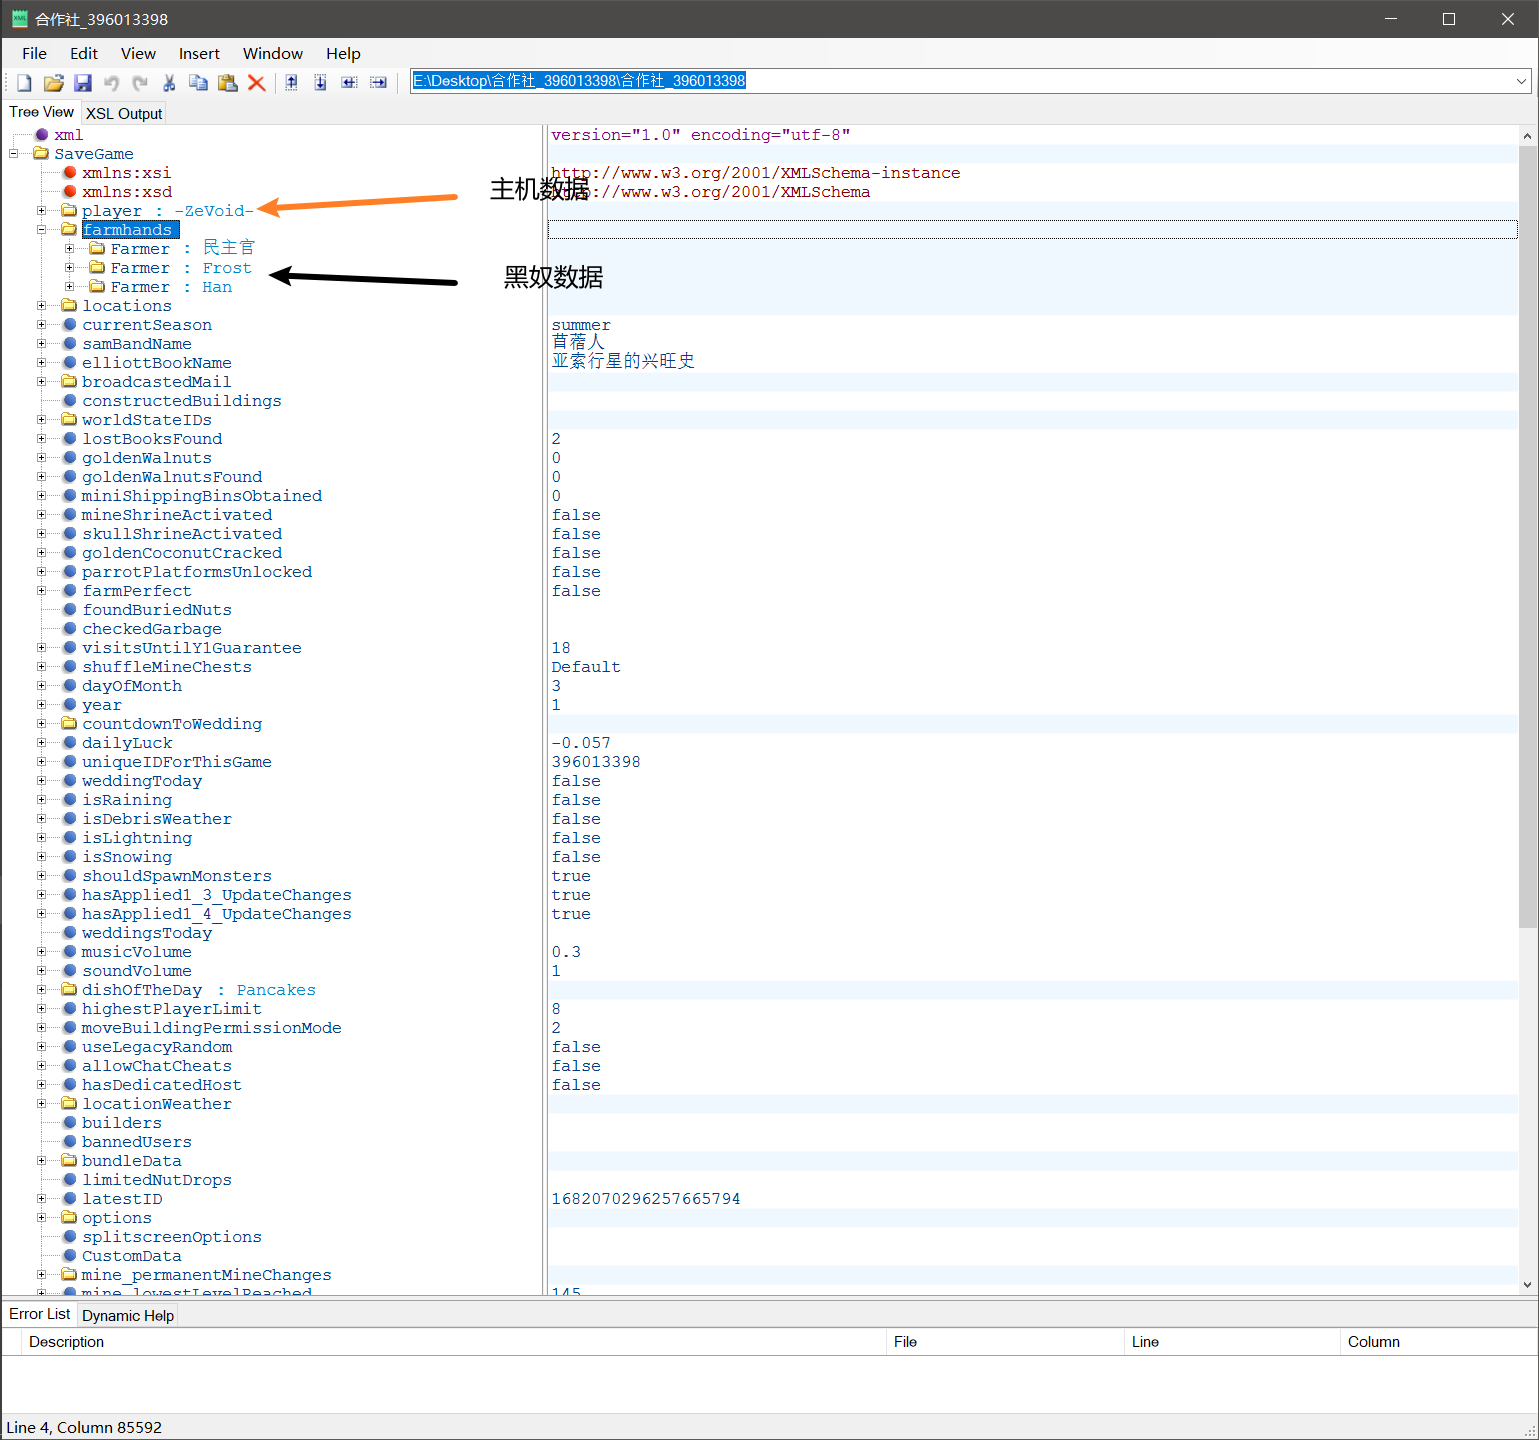 合作社_396013398
File Edit View Insert Window Help
E:\Desktop\合作社_396013398\合作社_396013398
Tree View XSL Output
xml version="1.0" encoding="utf-8"
SaveGame
xmlns:xsi http://www.w3.org/2001/XMLSchema-instance
xmlns:xsd http://www.w3.org/2001/XMLSchema
主机数据
player : -ZeVoid-
farmhands
Farmer : 民主官
Farmer : Frost
黑奴数据
Farmer : Han
locations
currentSeason summer
samBandName 苜蓿人
elliottBookName 亚索行星的兴旺史
broadcastedMail
constructedBuildings
worldStateIDs
lostBooksFound 2
goldenWalnuts 0
goldenWalnutsFound 0
miniShippingBinsObtained 0
mineShrineActivated false
skullShrineActivated false
goldenCoconutCracked false
parrotPlatformsUnlocked false
farmPerfect false
foundBuriedNuts
checkedGarbage
visitsUntilY1Guarantee 18
shuffleMineChests Default
dayOfMonth 3
year 1
countdownToWedding
dailyLuck -0.057
uniqueIDForThisGame 396013398
weddingToday false
isRaining false
isDebrisWeather false
isLightning false
isSnowing false
shouldSpawnMonsters true
hasApplied1_3_UpdateChanges true
hasApplied1_4_UpdateChanges true
weddingsToday
musicVolume 0.3
soundVolume 1
dishOfTheDay : Pancakes
highestPlayerLimit 8
moveBuildingPermissionMode 2
useLegacyRandom false
allowChatCheats false
hasDedicatedHost false
locationWeather
builders
bannedUsers
bundleData
limitedNutDrops
latestID 1682070296257665794
options
splitscreenOptions
CustomData
mine_permanentMineChanges
mine_lowestLevelReached 145
Error List Dynamic Help
Description File Line Column
Line 4, Column 85592